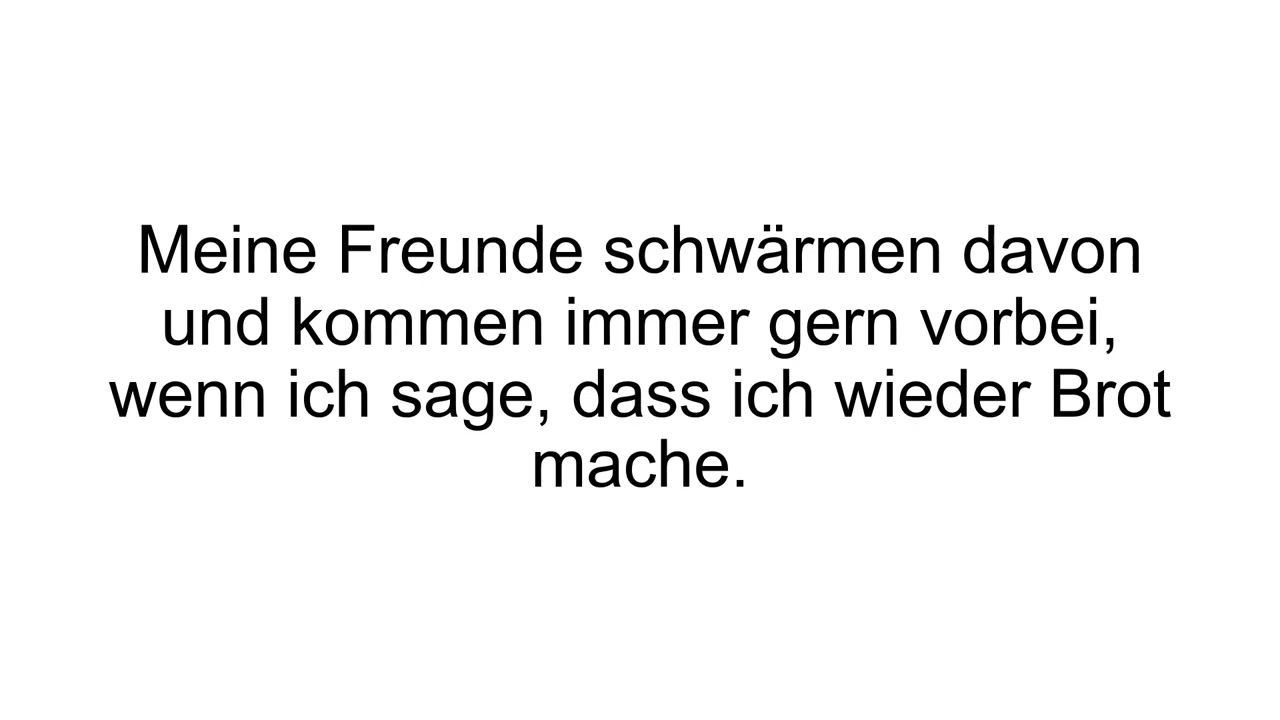 Meine Freunde schwärmen davon
und kommen immer gern vorbei,
wenn ich sage, dass ich wieder Brot
mache.